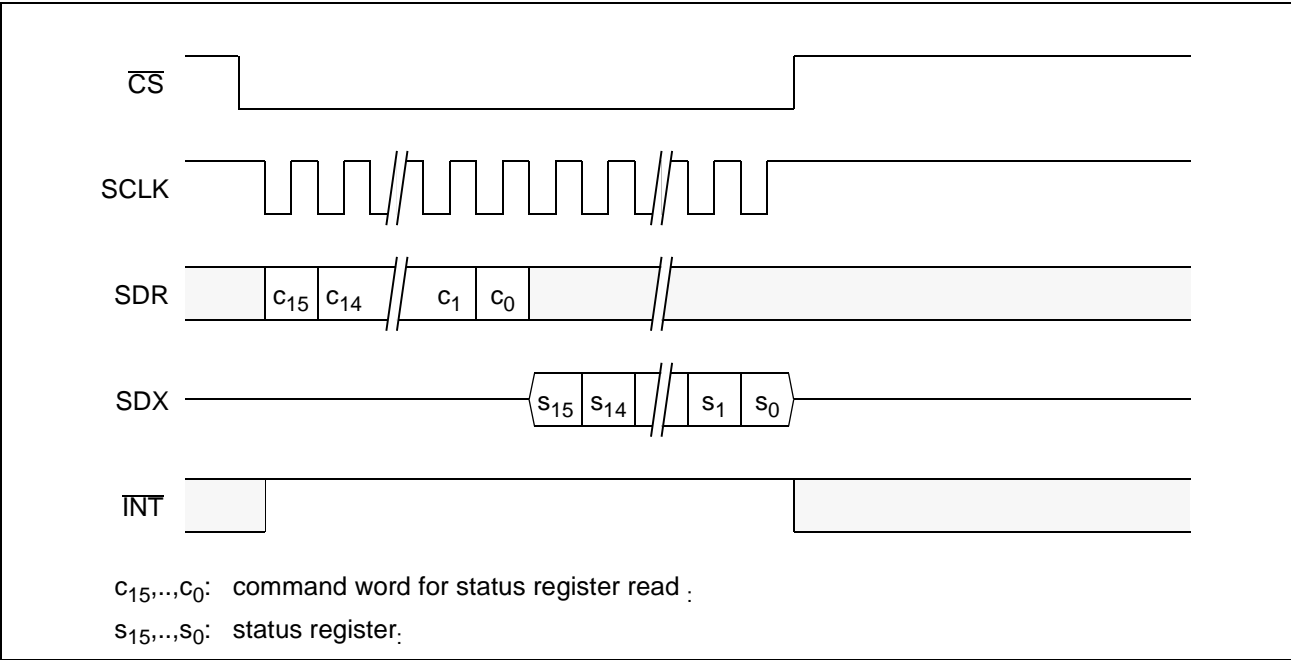 CS
SCLK
SDR c15 c14 c1 c0
SDX s15 s14 s1 s0
INT
c15,..,c0: command word for status register read :
s15,..,s0: status register: